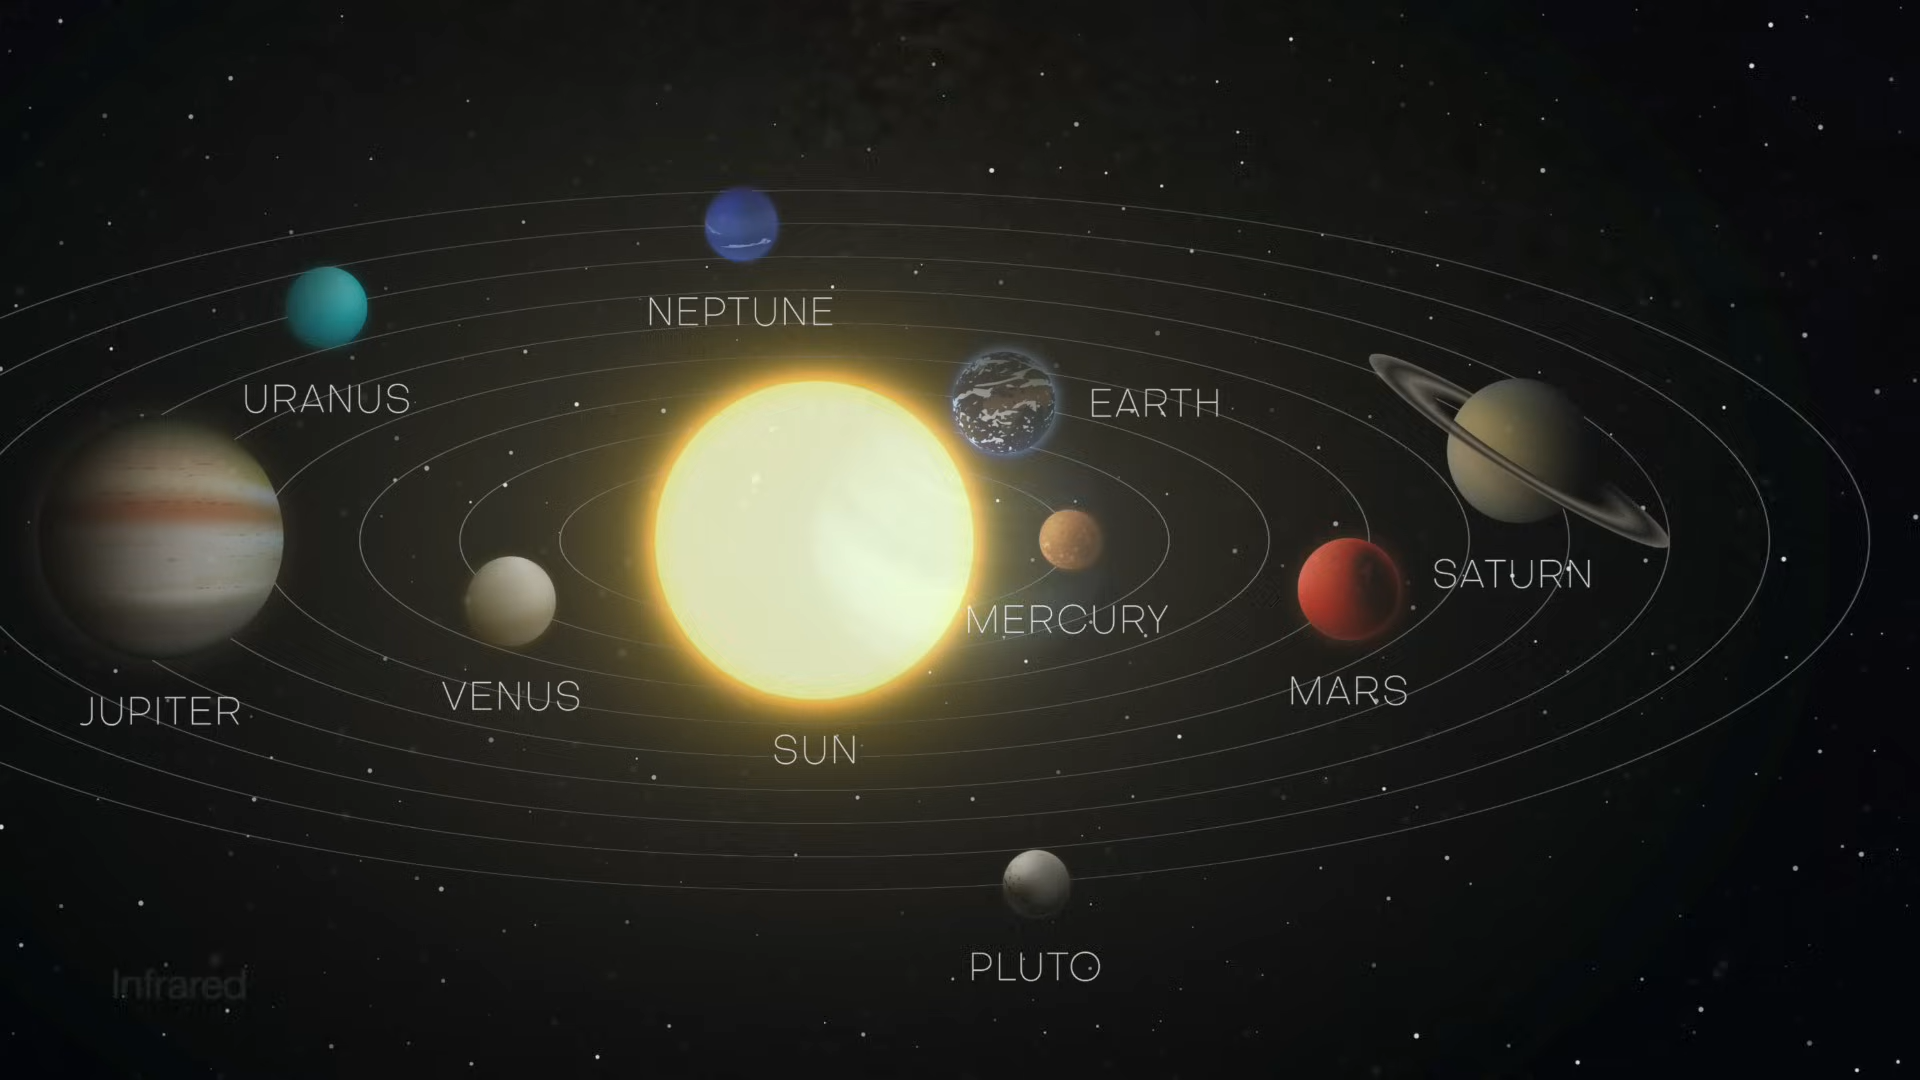 NEPTUNE
URANUS
EARTH
SATURN
MERCURY
MARS
VENUS
JUPITER
SUN
PLUTO
Infrared